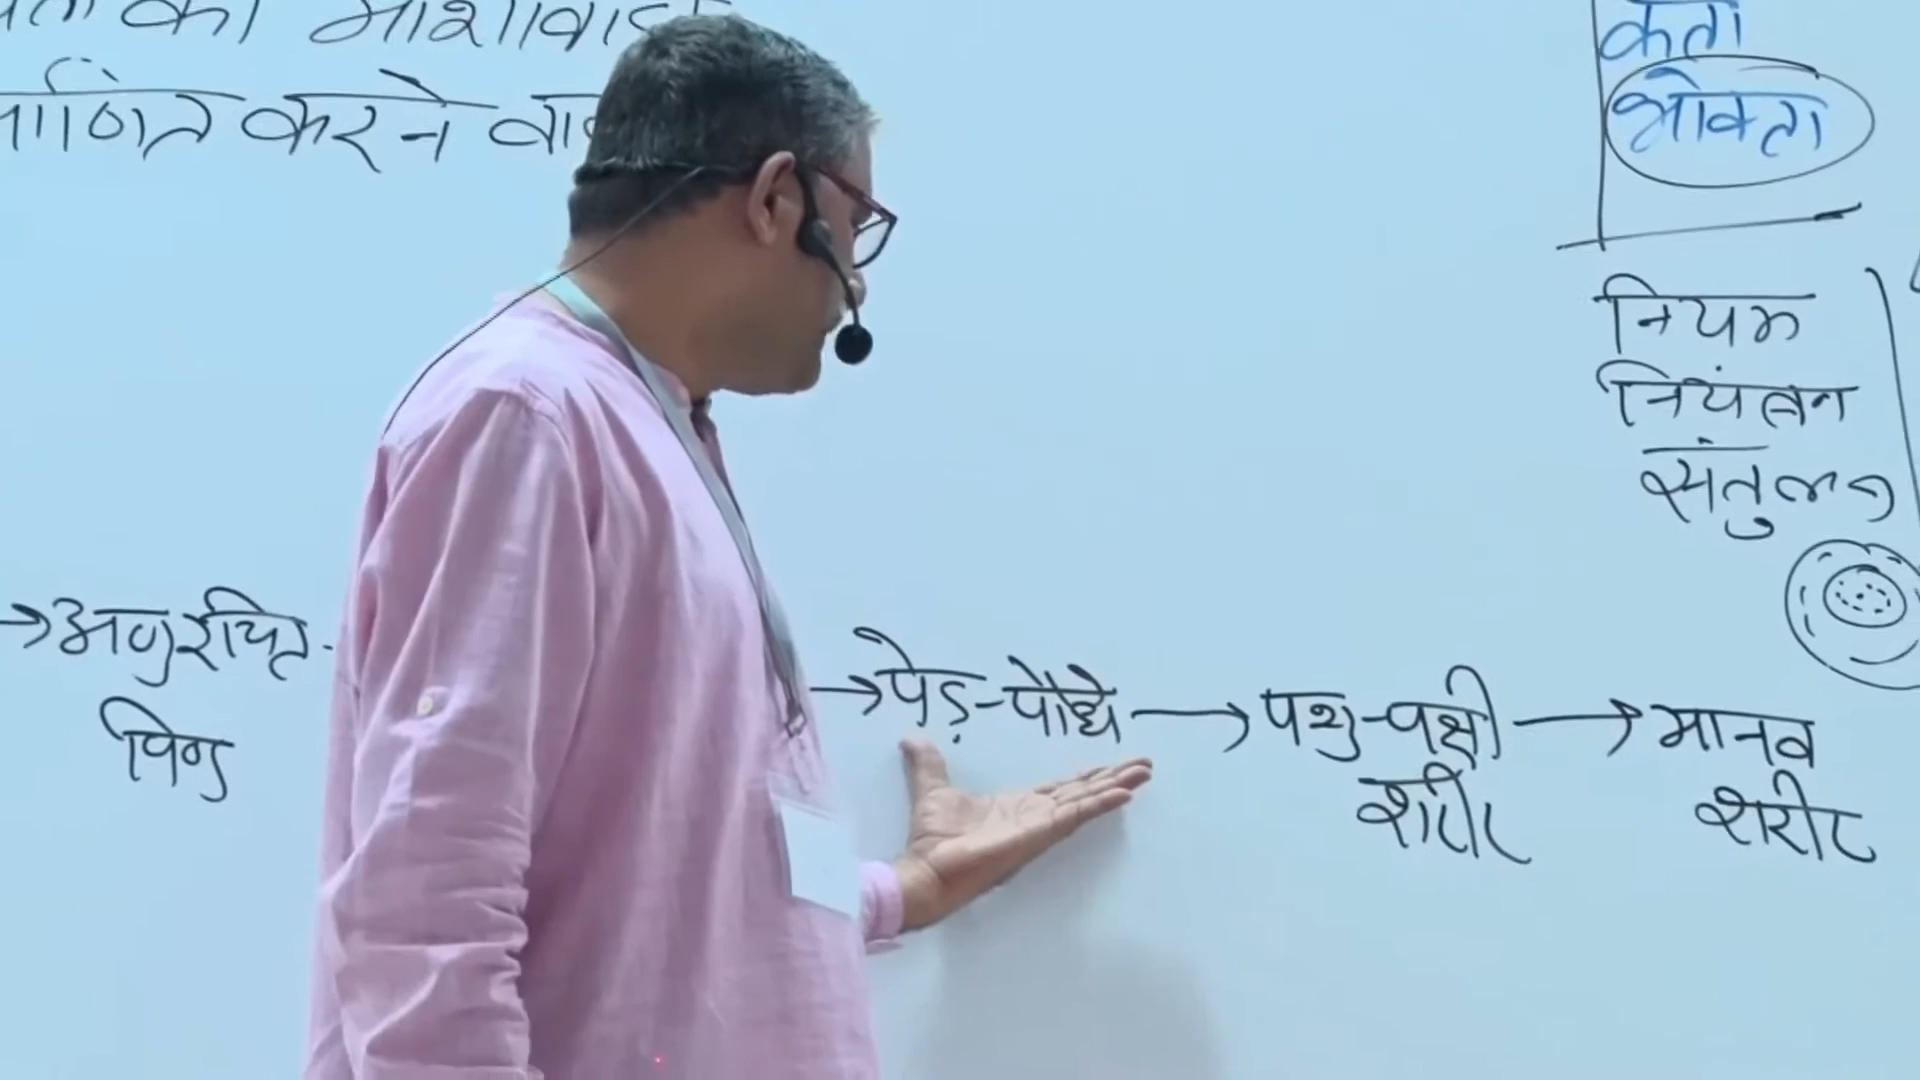 करने
कर्ता
भोक्ता
नियम
नियंत्रण
संतुलन
→अणुरचित
पिण्ड
→पेड़-पौधे → पशु-पक्षी → मानव
शरीर शरीर